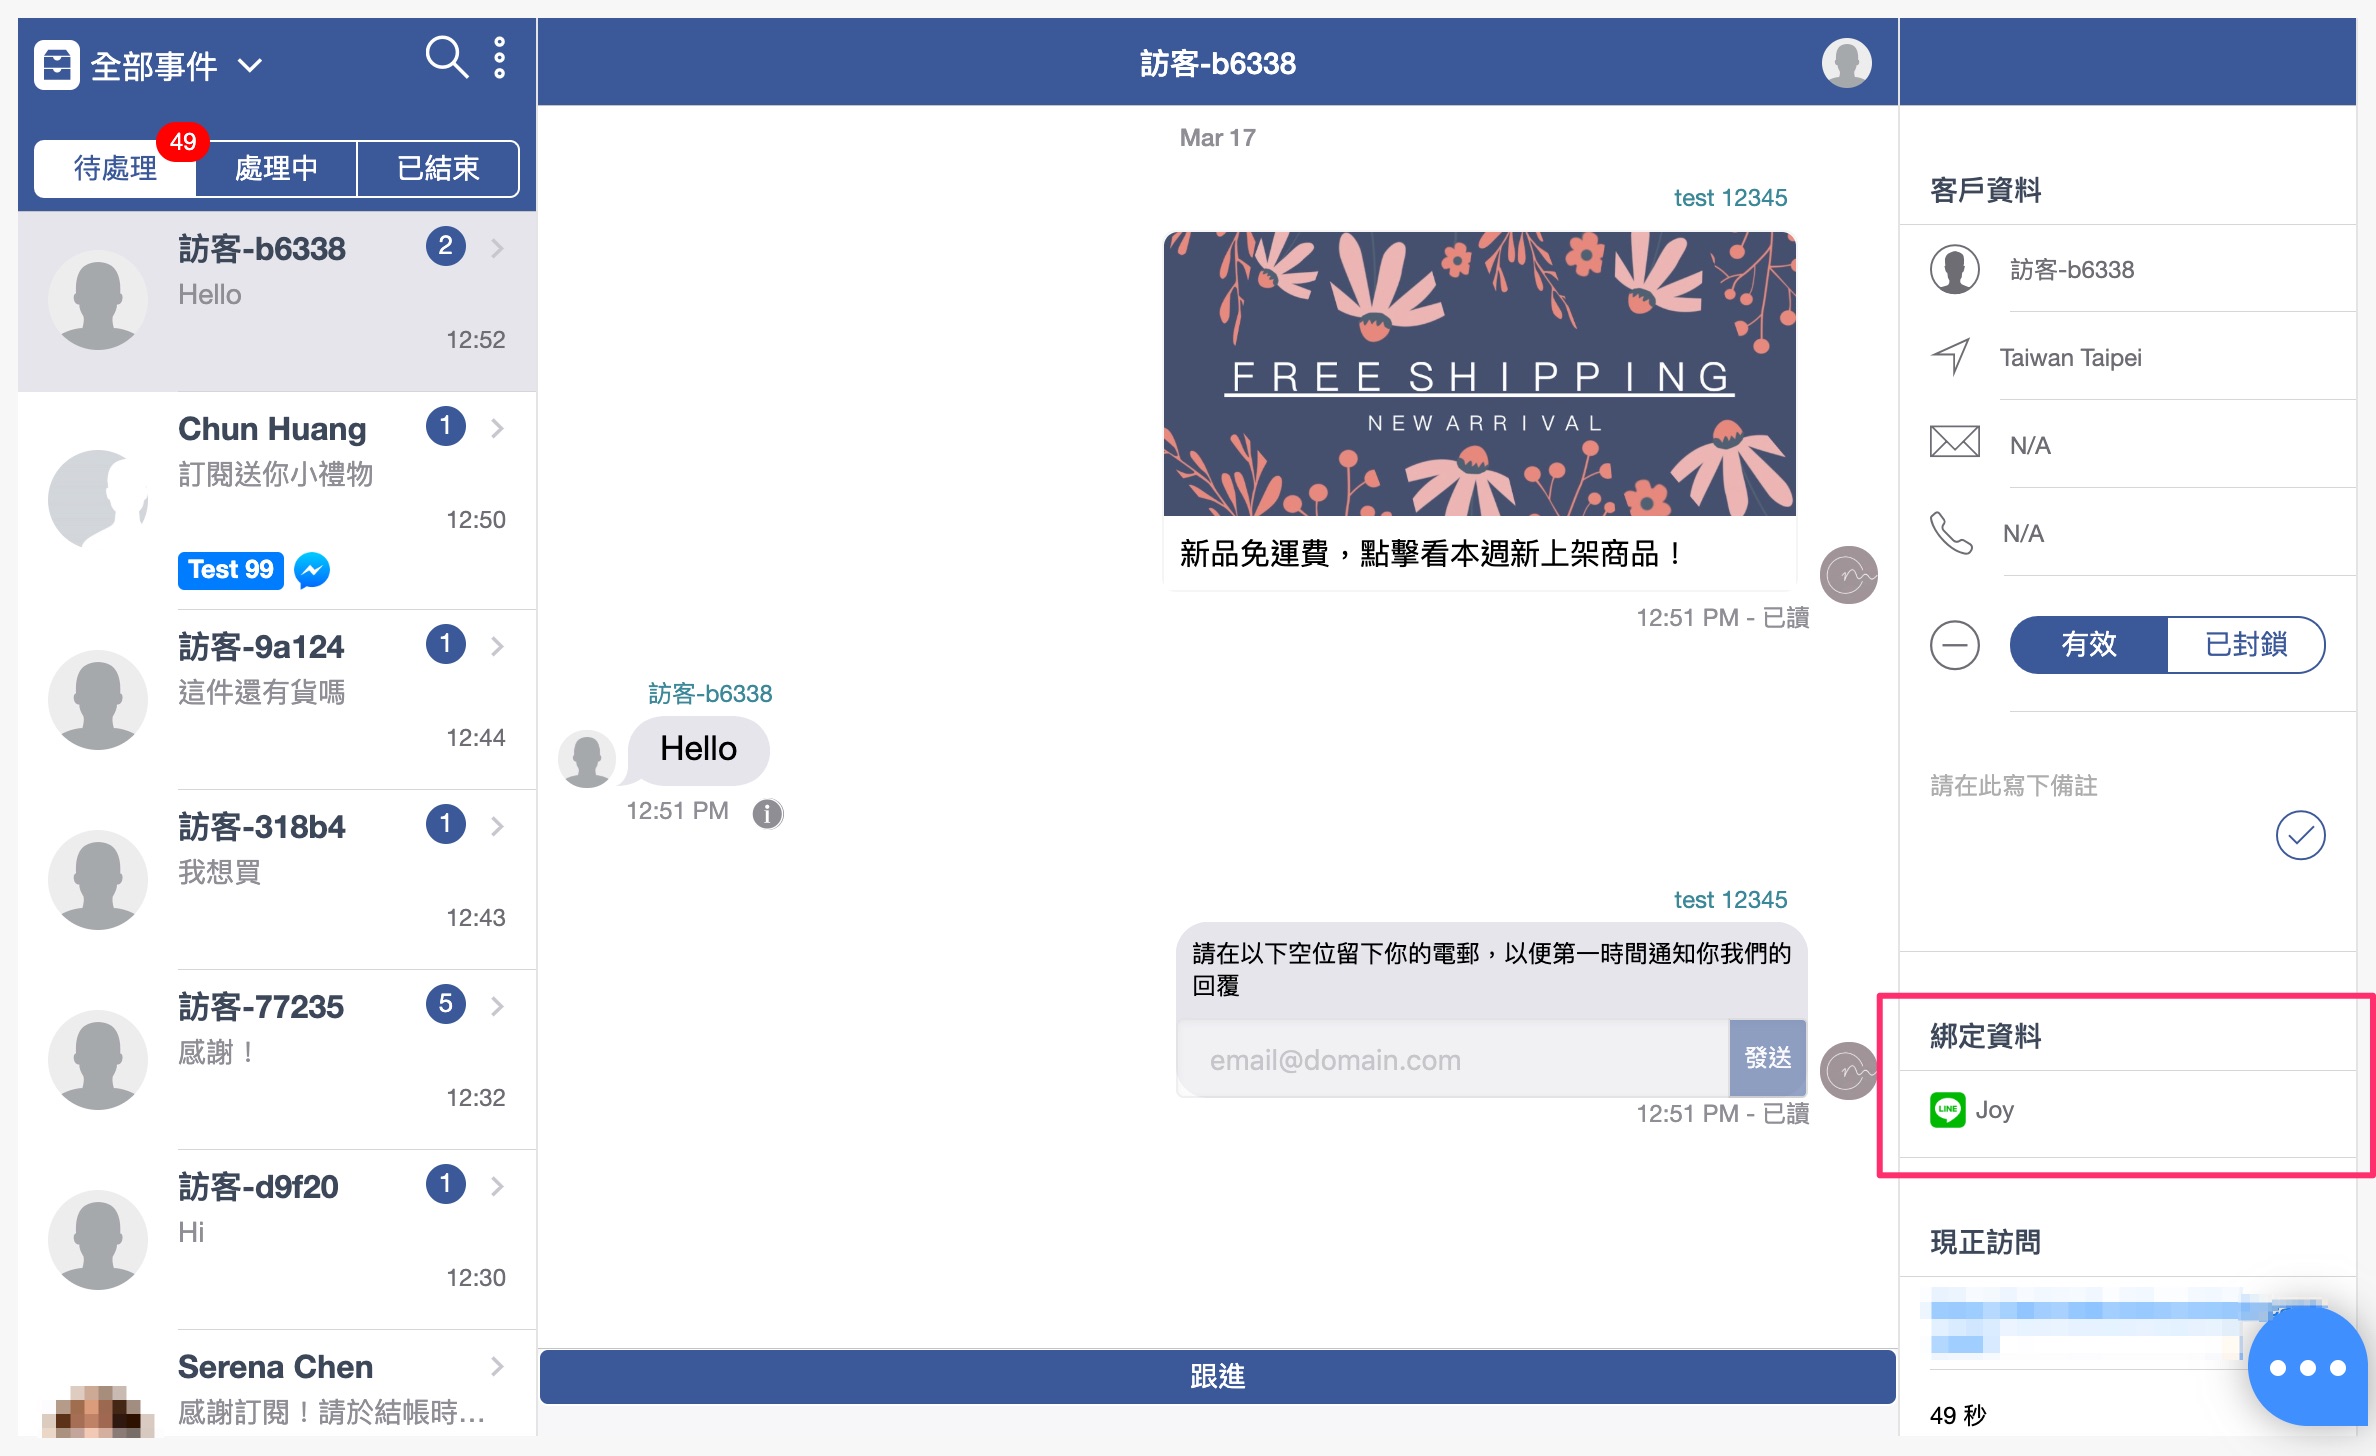 全部事件
49
待處理
處理中
已結束
訪客-b6338
2
Hello
12:52
Chun Huang
1
訂閱送你小禮物
12:50
Test 99
訪客-9a124
1
這件還有貨嗎
12:44
訪客-318b4
1
我想買
12:43
訪客-77235
5
感謝！
12:32
訪客-d9f20
1
Hi
12:30
Serena Chen
感謝訂閱！請於結帳時...
訪客-b6338
Mar 17
test 12345
FREE SHIPPING
NEW ARRIVAL
新品免運費，點擊看本週新上架商品！
12:51 PM - 已讀
訪客-b6338
Hello
12:51 PM
i
test 12345
請在以下空位留下你的電郵，以便第一時間通知你我們的
回覆
email@domain.com
發送
12:51 PM - 已讀
跟進
客戶資料
訪客-b6338
Taiwan Taipei
N/A
N/A
有效
已封鎖
請在此寫下備註
綁定資料
LINE
Joy
現正訪問
49 秒